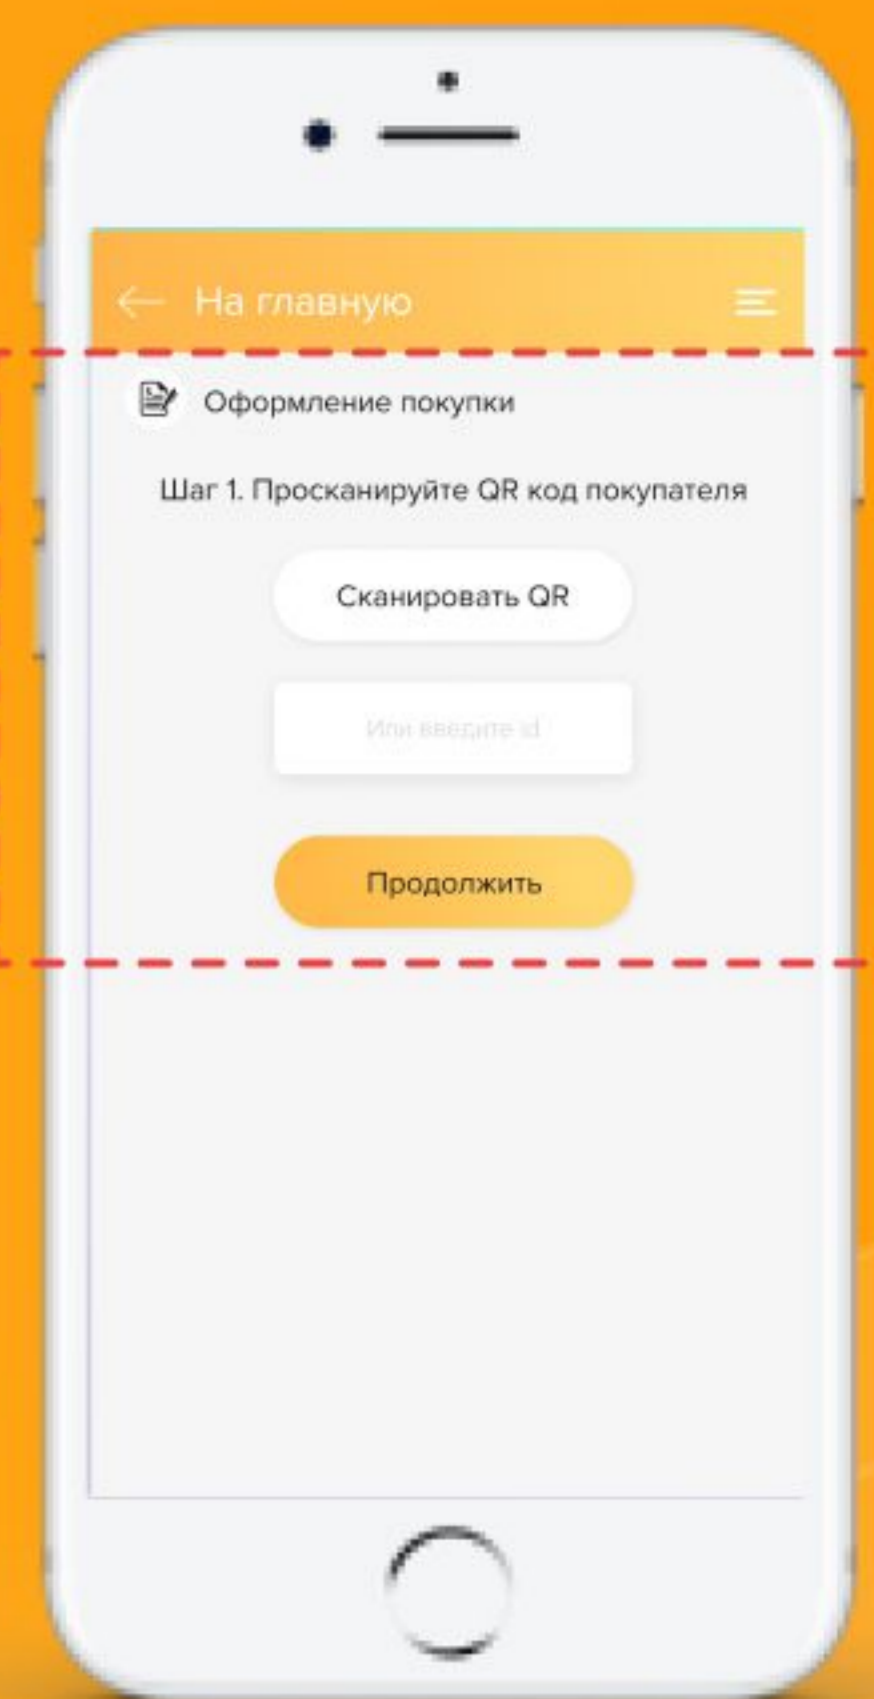 На главную
Оформление покупки
Шаг 1. Просканируйте QR код покупателя
Сканировать QR
Или введите id
Продолжить